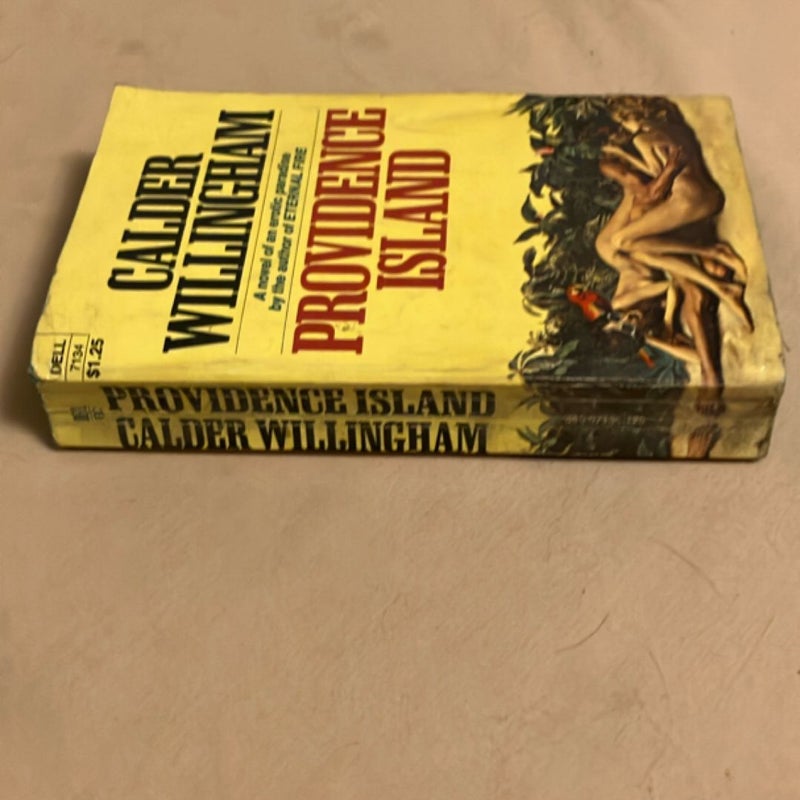 CALDER
WILLINGHAM
A novel of an erotic paradise
by the author of ETERNAL FIRE
PROVIDENCE
ISLAND
DELL
7134
$1.25
PROVIDENCE ISLAND
CALDER WILLINGHAM